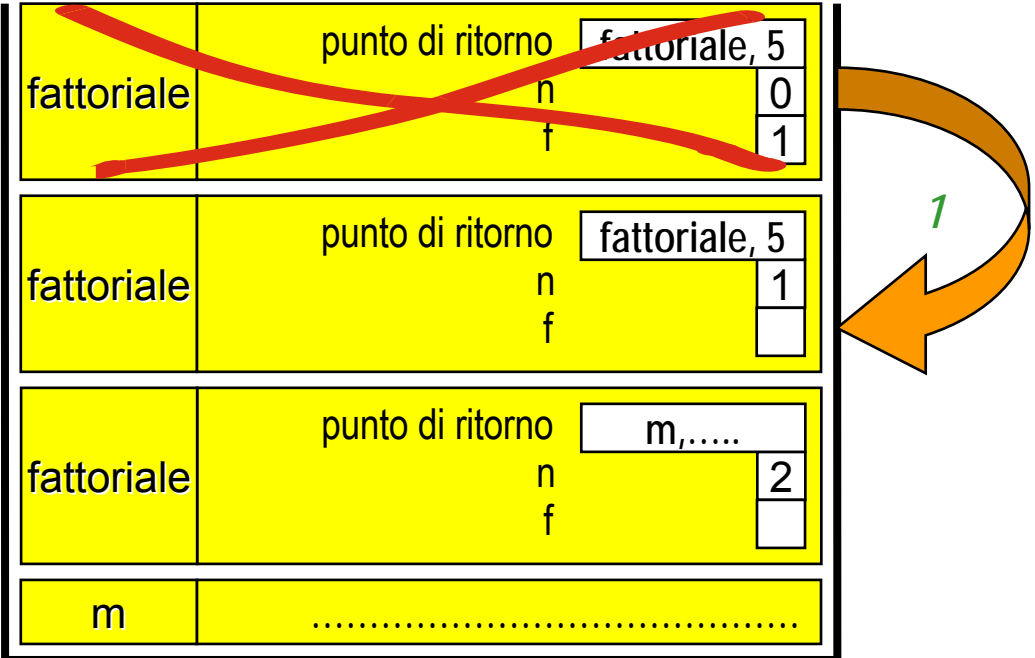 punto di ritorno fattoriale, 5
fattoriale n 0
f 1
1
punto di ritorno fattoriale, 5
fattoriale n 1
f
punto di ritorno m,…..
fattoriale n 2
f
m ……………………………………